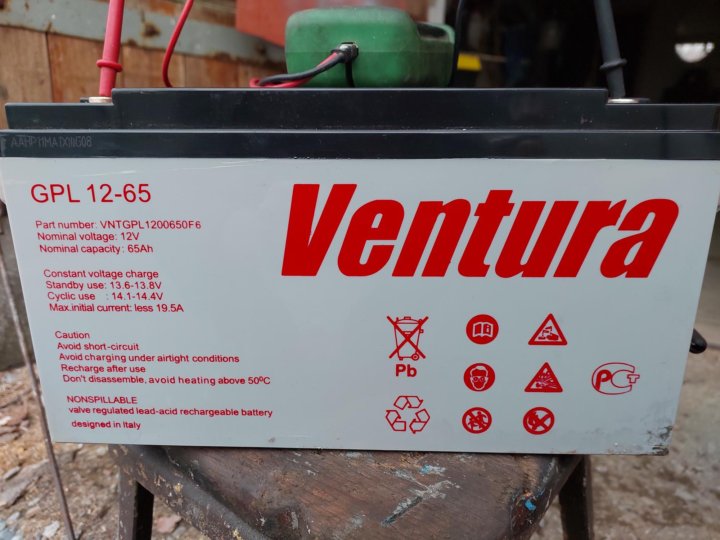 GPL 12-65
Ventura
Part number: VNTGPL1200650F6
Nominal voltage: 12V
Nominal capacity: 65Ah
Constant voltage charge
Standby use: 13.6-13.8V
Cyclic use : 14.1-14.4V
Max.initial current: less 19.5A
Caution
Avoid short-circuit
Avoid charging under airtight conditions
Recharge after use
Don't disassemble, avoid heating above 50ºC
NONSPILLABLE
valve regulated lead-acid rechargeable battery
designed in Italy
Pb